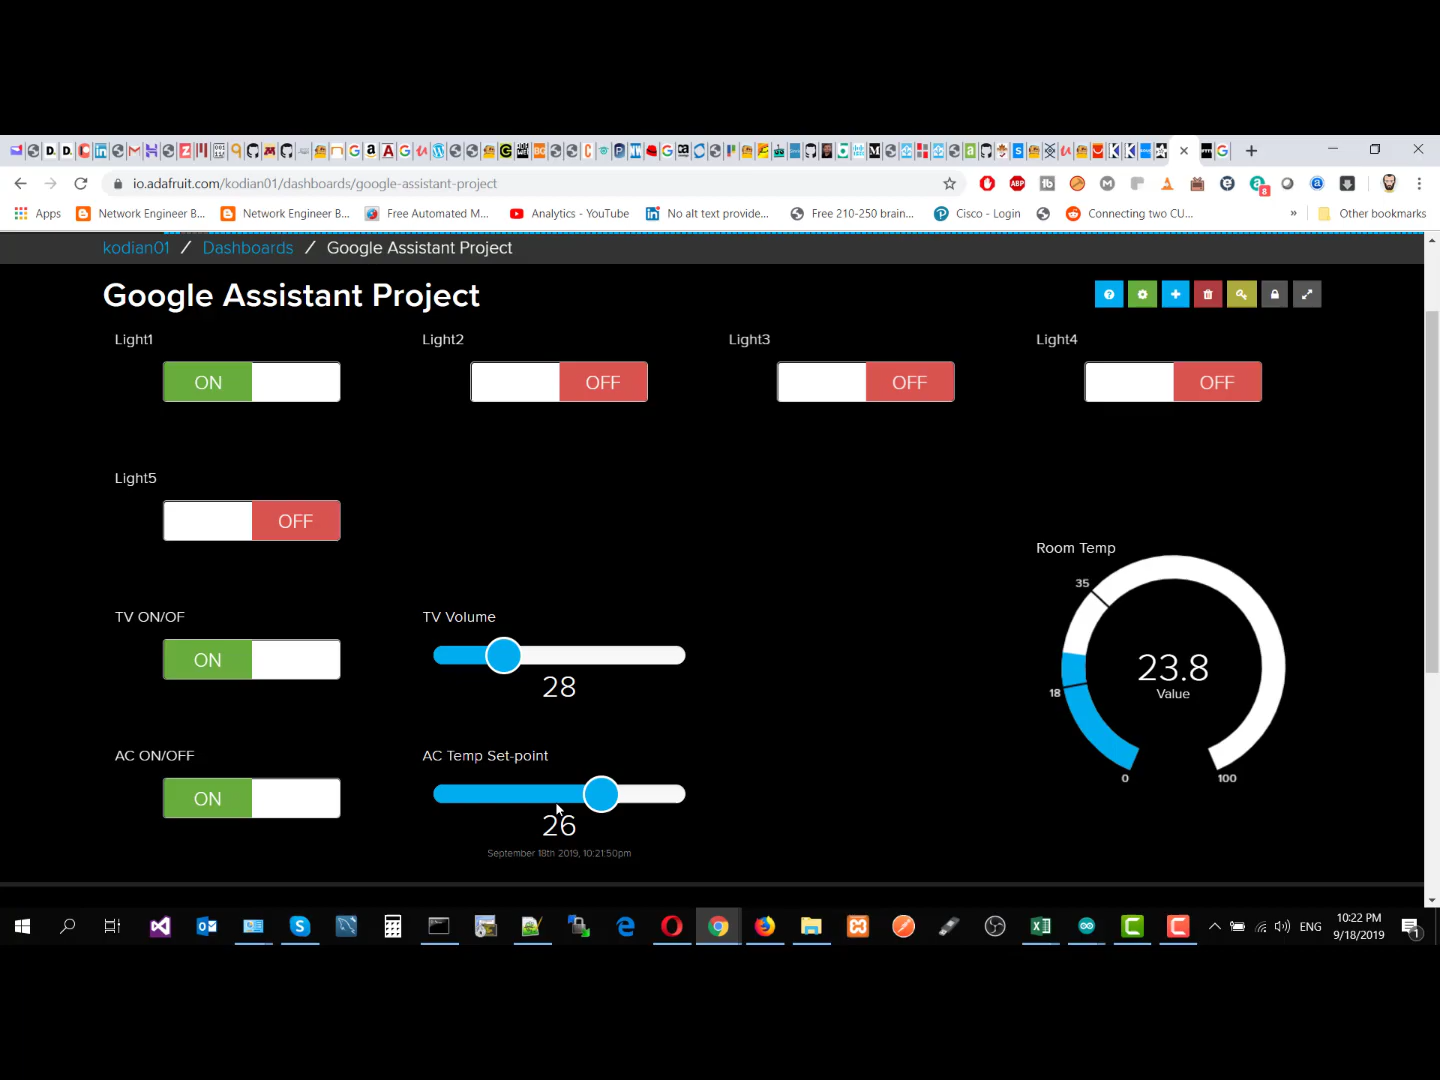 io.adafruit.com/kodian01/dashboards/google-assistant-project
Apps Network Engineer B... Network Engineer B... Free Automated M... Analytics - YouTube No alt text provide... Free 210-250 brain... Cisco - Login Connecting two CU... » Other bookmarks
kodian01 / Dashboards / Google Assistant Project
Google Assistant Project
Light1 Light2 Light3 Light4
ON OFF OFF OFF
Light5
OFF
Room Temp
35
TV ON/OF TV Volume
ON
23.8
28
Value
18
AC ON/OFF AC Temp Set-point
0 100
ON
26
September 18th 2019, 10:21:50pm
ENG
10:22 PM
9/18/2019
1